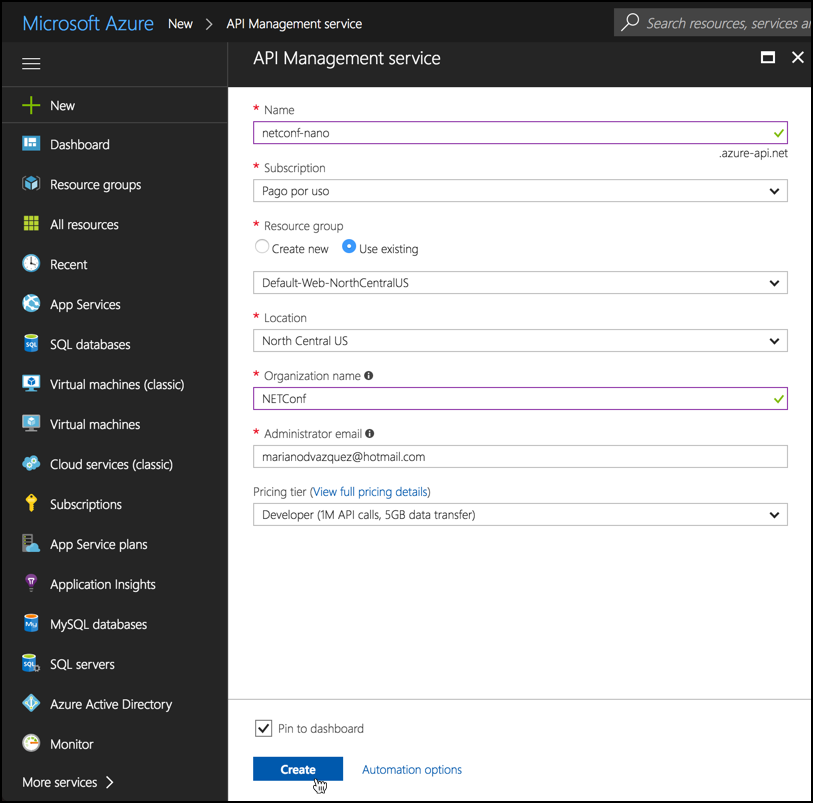 Microsoft Azure New > API Management service
Search resources, services a
API Management service
New
Dashboard
Resource groups
All resources
Recent
App Services
SQL databases
Virtual machines (classic)
Virtual machines
Cloud services (classic)
Subscriptions
App Service plans
Application Insights
MySQL databases
SQL servers
Azure Active Directory
Monitor
More services >
* Name
netconf-nano
.azure-api.net
* Subscription
Pago por uso
* Resource group
Create new Use existing
Default-Web-NorthCentralUS
* Location
North Central US
* Organization name
NETConf
* Administrator email
marianodvazquez@hotmail.com
Pricing tier (View full pricing details)
Developer (1M API calls, 5GB data transfer)
Pin to dashboard
Create Automation options